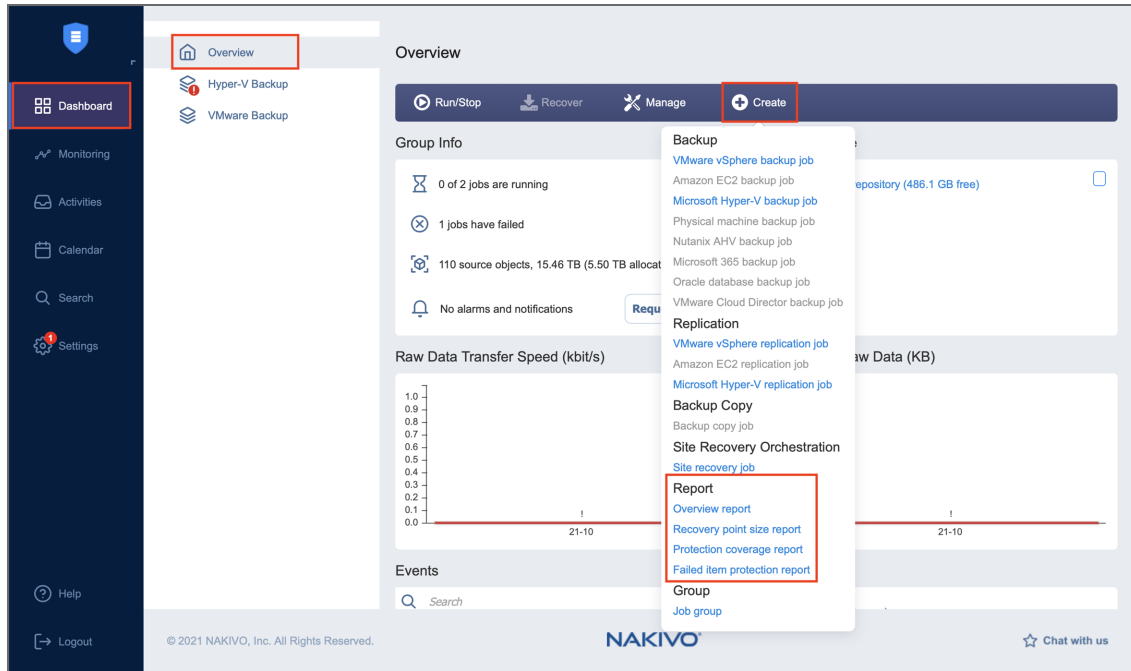 Dashboard
Monitoring
Activities
Calendar
Search
1
Settings
Help
Logout
Overview
Hyper-V Backup
VMware Backup
Overview
Run/Stop
Recover
Manage
Create
Group Info
0 of 2 jobs are running
1 jobs have failed
110 source objects, 15.46 TB (5.50 TB allocat
No alarms and notifications
Requ
epository (486.1 GB free)
Backup
VMware vSphere backup job
Amazon EC2 backup job
Microsoft Hyper-V backup job
Physical machine backup job
Nutanix AHV backup job
Microsoft 365 backup job
Oracle database backup job
VMware Cloud Director backup job
Replication
VMware vSphere replication job
Amazon EC2 replication job
Microsoft Hyper-V replication job
Backup Copy
Backup copy job
Site Recovery Orchestration
Site recovery job
Report
Overview report
Recovery point size report
Protection coverage report
Failed item protection report
Group
Job group
Raw Data Transfer Speed (kbit/s)
1.0
0.9
0.8
0.7
0.6
0.5
0.4
0.3
0.2
0.1
0.0
!
21-10
aw Data (KB)
!
21-10
Events
Search
© 2021 NAKIVO, Inc. All Rights Reserved.
NAKIVO®
Chat with us